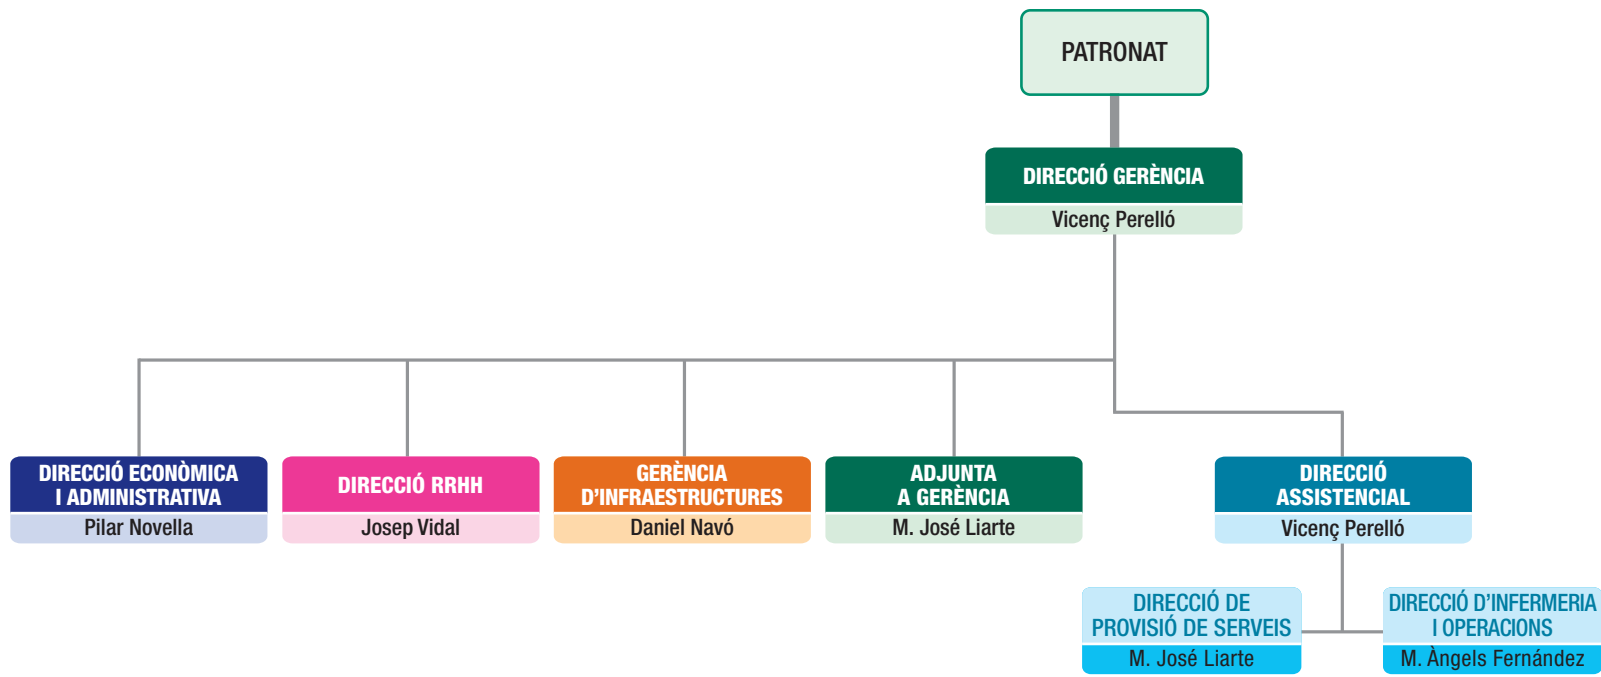 PATRONAT
DIRECCIÓ GERÈNCIA
Vicenç Perelló
DIRECCIÓ ECONÒMICA
I ADMINISTRATIVA
Pilar Novella
DIRECCIÓ RRHH
Josep Vidal
GERÈNCIA
D’INFRAESTRUCTURES
Daniel Navó
ADJUNTA
A GERÈNCIA
M. José Liarte
DIRECCIÓ
ASSISTENCIAL
Vicenç Perelló
DIRECCIÓ DE
PROVISIÓ DE SERVEIS
M. José Liarte
DIRECCIÓ D’INFERMERIA
I OPERACIONS
M. Àngels Fernández